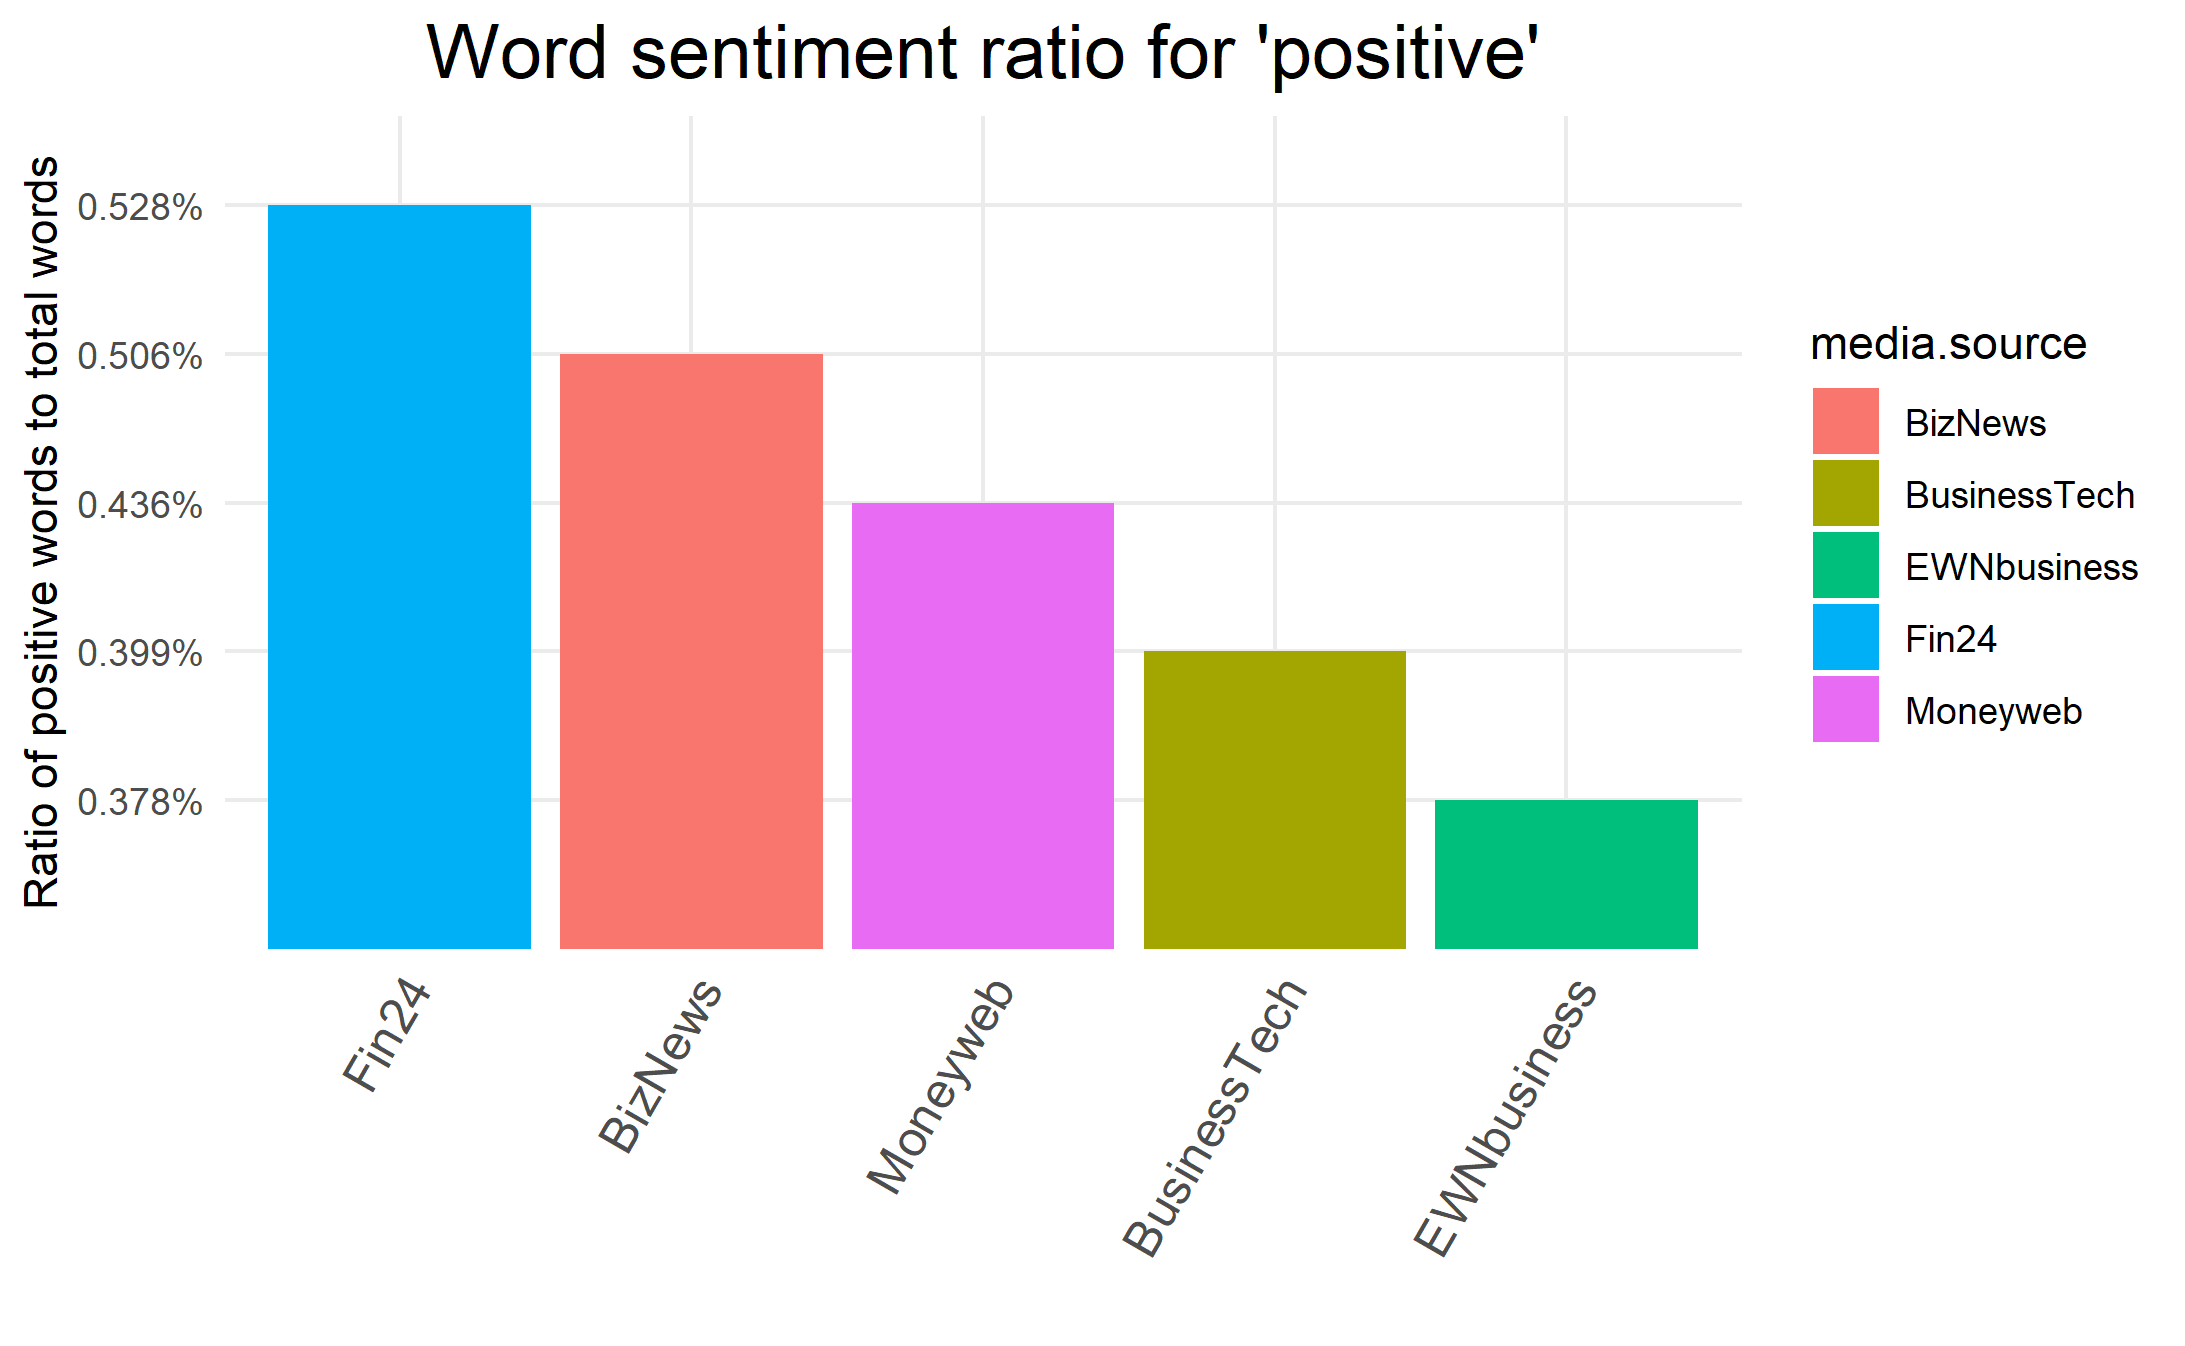 Word sentiment ratio for 'positive'
Ratio of positive words to total words
0.528%
0.506%
0.436%
0.399%
0.378%
Fin24
BizNews
Moneyweb
BusinessTech
EWNbusiness
media.source
BizNews
BusinessTech
EWNbusiness
Fin24
Moneyweb